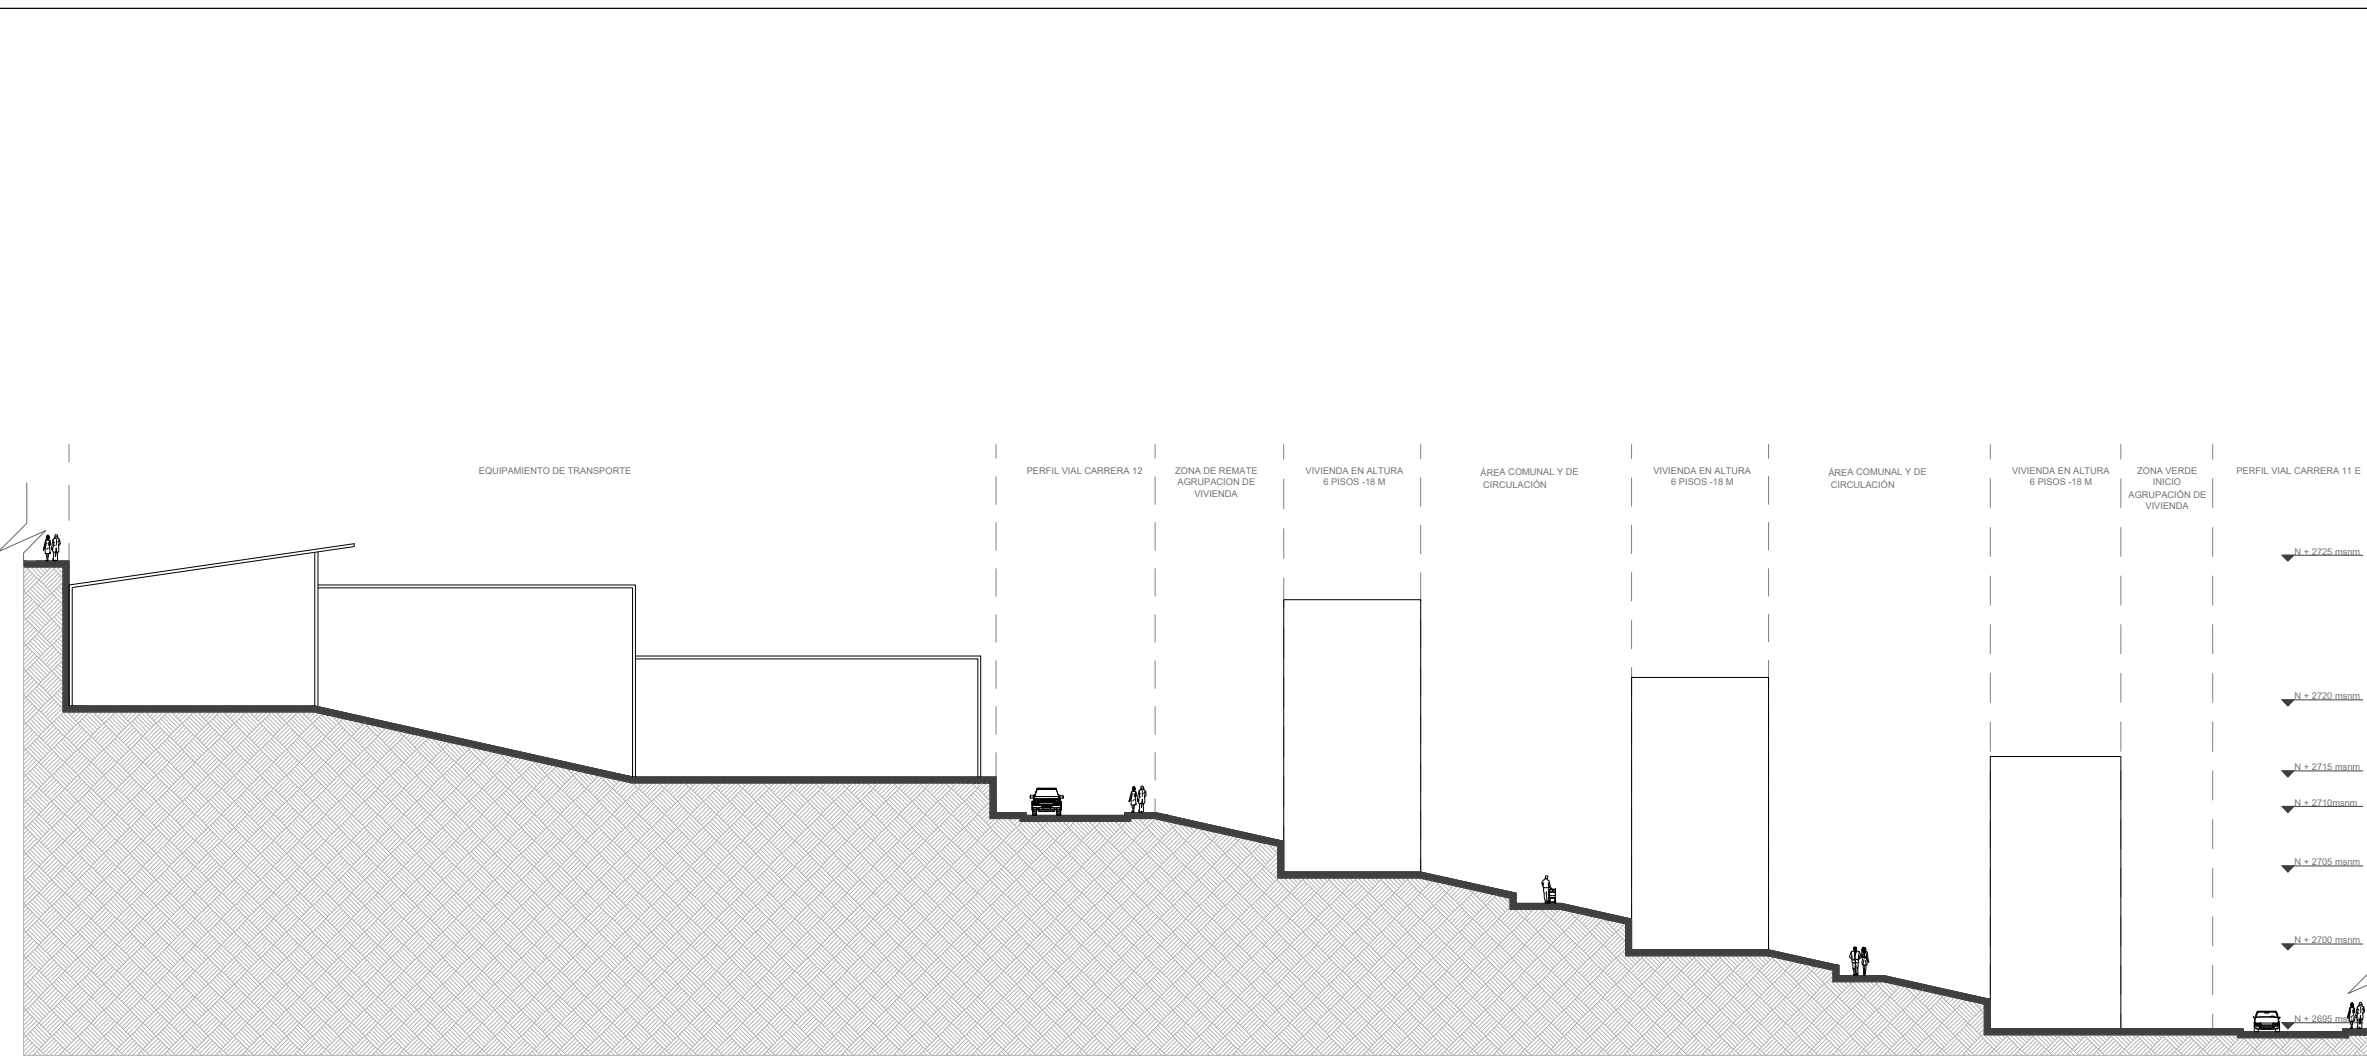 EQUIPAMIENTO DE TRANSPORTE
PERFIL VIAL CARRERA 12
ZONA DE REMATE
AGRUPACION DE
VIVIENDA
VIVIENDA EN ALTURA
6 PISOS -18 M
ÁREA COMUNAL Y DE
CIRCULACIÓN
VIVIENDA EN ALTURA
6 PISOS -18 M
ÁREA COMUNAL Y DE
CIRCULACIÓN
VIVIENDA EN ALTURA
6 PISOS -18 M
ZONA VERDE
INICIO
AGRUPACIÓN DE
VIVIENDA
PERFIL VIAL CARRERA 11 E
N + 2725 msnm
N + 2720 msnm
N + 2715 msnm
N + 2710msnm
N + 2705 msnm
N + 2700 msnm
N + 2695